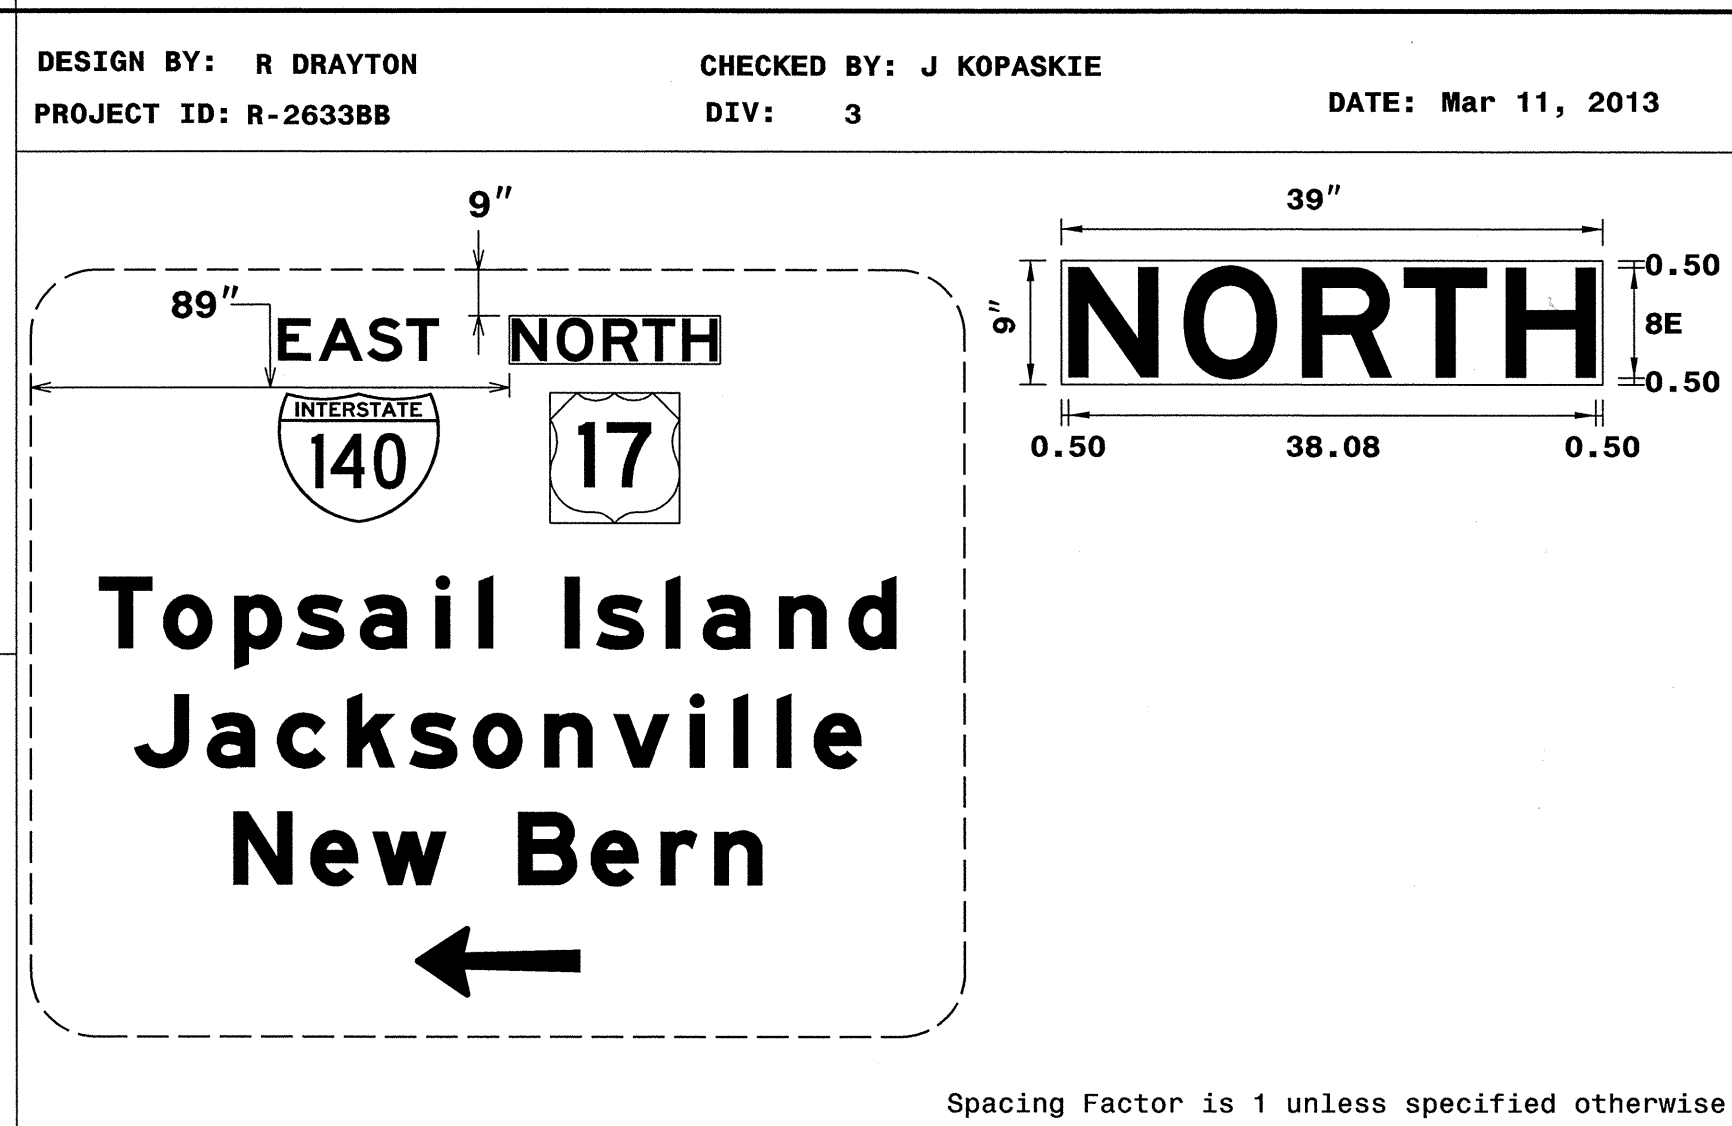 DESIGN BY: R DRAYTON
CHECKED BY: J KOPASKIE
PROJECT ID: R-2633BB
DIV: 3
DATE: Mar 11, 2013
9"
89"
EAST
NORTH
INTERSTATE
140
17
Topsail Island
Jacksonville
New Bern
39"
9"
NORTH
0.50
8E
0.50
0.50
38.08
0.50
Spacing Factor is 1 unless specified otherwise